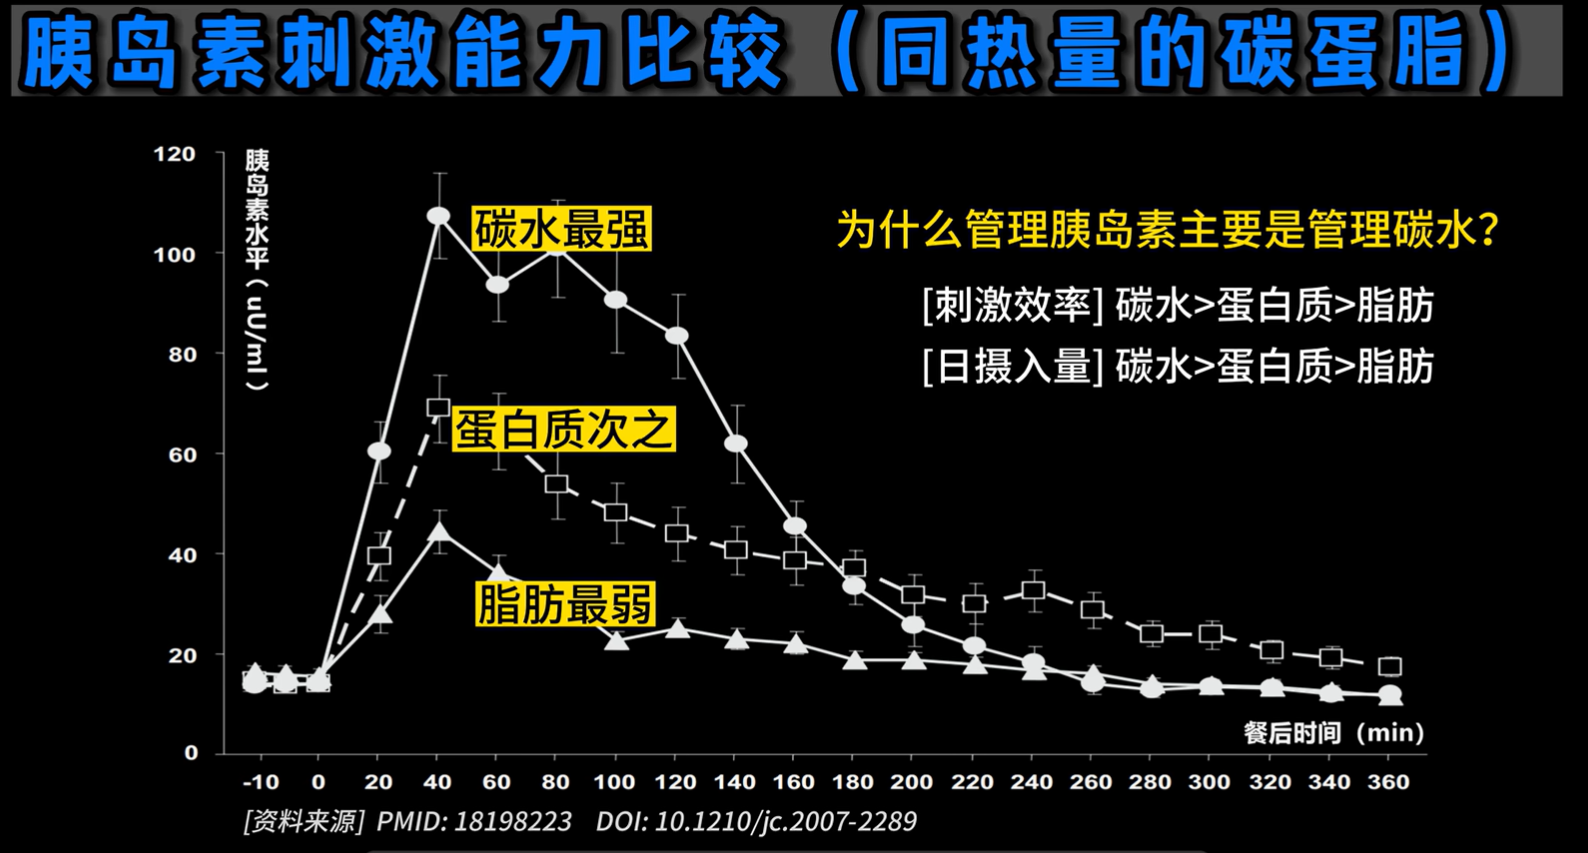 胰岛素刺激能力比较（同热量的碳蛋脂）
胰岛素水平（uU/ml）
120
100
80
60
40
20
0
碳水最强
蛋白质次之
脂肪最弱
为什么管理胰岛素主要是管理碳水?
[刺激效率] 碳水>蛋白质>脂肪
[日摄入量] 碳水>蛋白质>脂肪
餐后时间（min）
-10 0 20 40 60 80 100 120 140 160 180 200 220 240 260 280 300 320 340 360
[资料来源] PMID: 18198223 DOI: 10.1210/jc.2007-2289